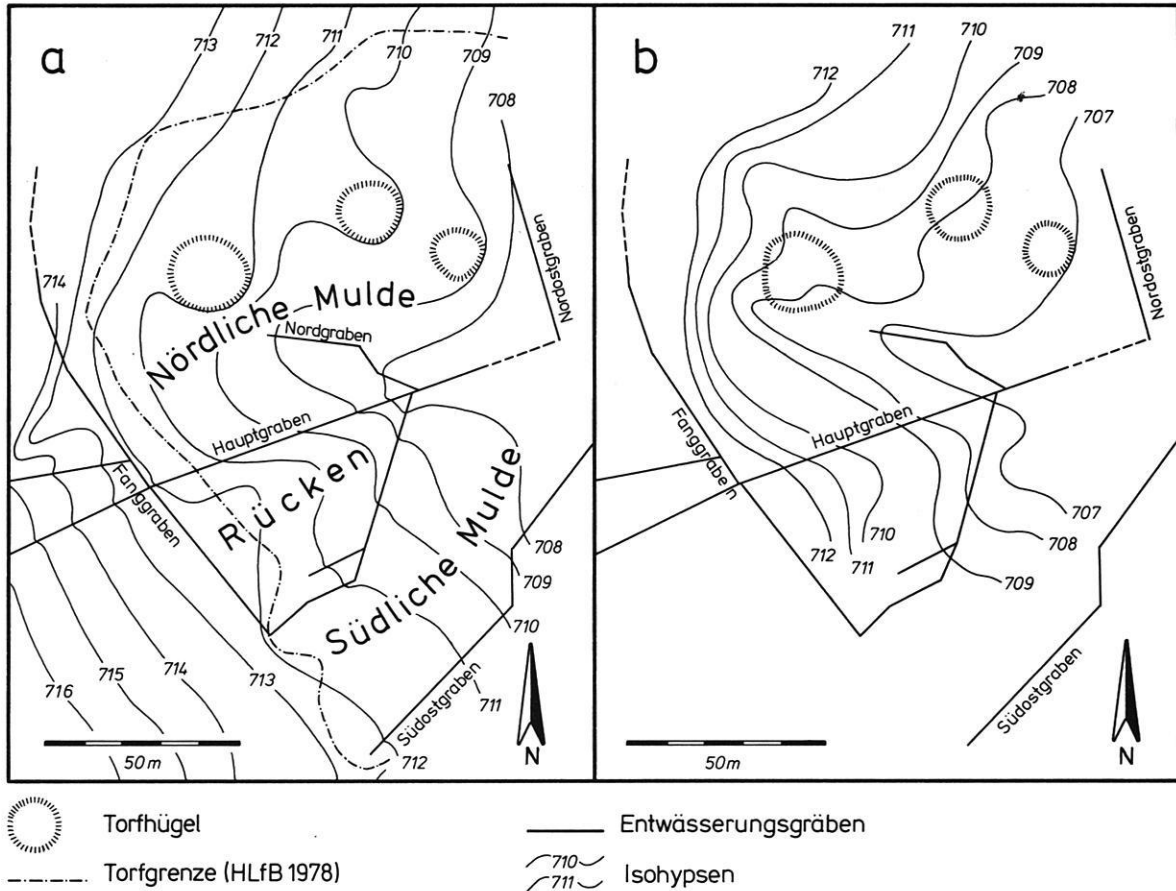 a
713
712
711
710
709
708
714
Nördliche Mulde
Nordgraben
Nordostgraben
Hauptgraben
Fanggraben
Rücken
Südliche Mulde
708
709
710
711
712
713
714
715
716
Südostgraben
50 m
N
b
712
711
710
709
708
707
Nordostgraben
Hauptgraben
Fanggraben
707
708
709
710
711
712
Südostgraben
50 m
N
Torfhügel
Torfgrenze (HLfB 1978)
Entwässerungsgräben
710
711
Isohypsen